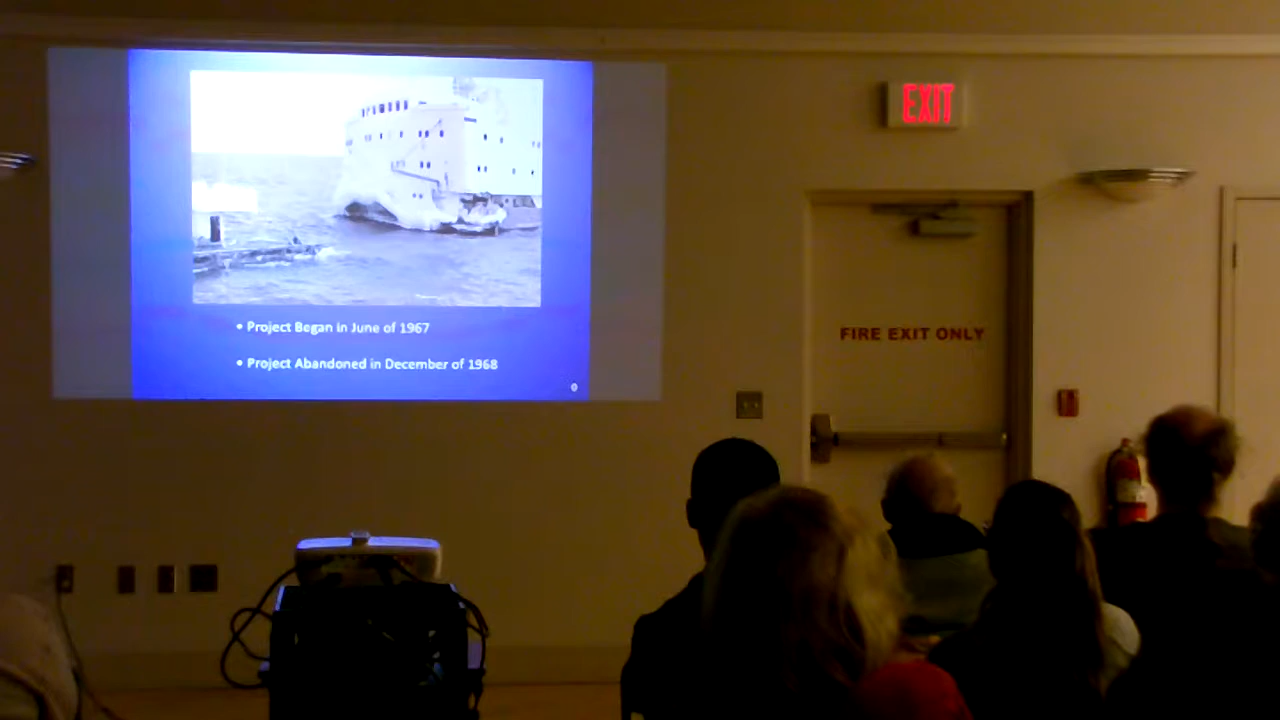 • Project Began in June of 1967
• Project Abandoned in December of 1968
EXIT
FIRE EXIT ONLY